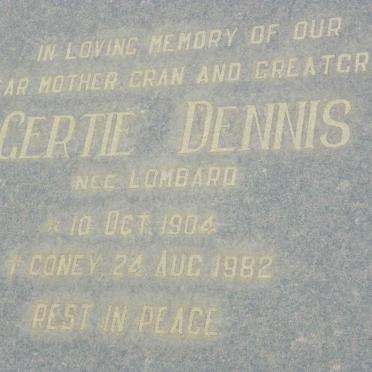 IN LOVING MEMORY OF OUR
EAR MOTHER, GRAN AND GREATGR
GERTIE DENNIS
NEE LOMBARD
* 10 OCT. 1904
† CONEY, 24 AUG. 1982
REST IN PEACE